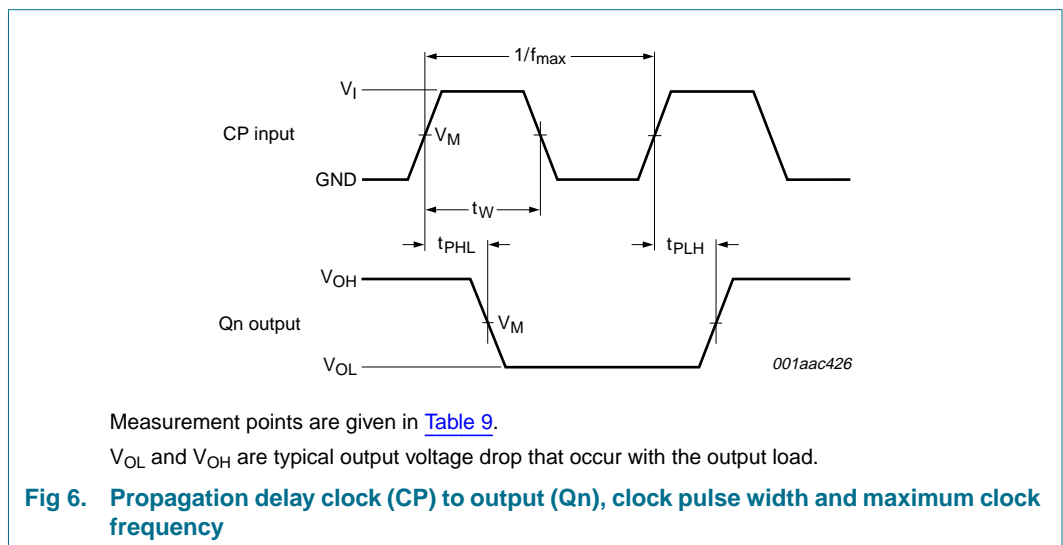 1/fmax
VI
CP input
VM
GND
tW
tPHL
tPLH
VOH
Qn output
VM
VOL
001aac426
Measurement points are given in Table 9.
VOL and VOH are typical output voltage drop that occur with the output load.
Fig 6. Propagation delay clock (CP) to output (Qn), clock pulse width and maximum clock
frequency